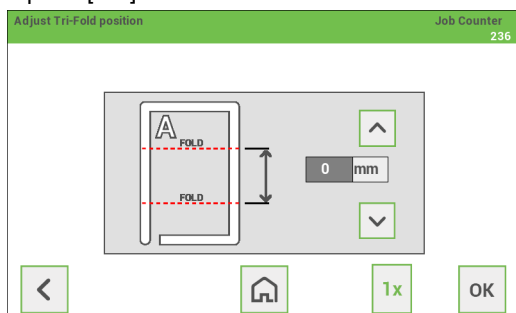 Adjust Tri-Fold position
Job Counter
236
A
FOLD
0 mm
FOLD
1x
OK